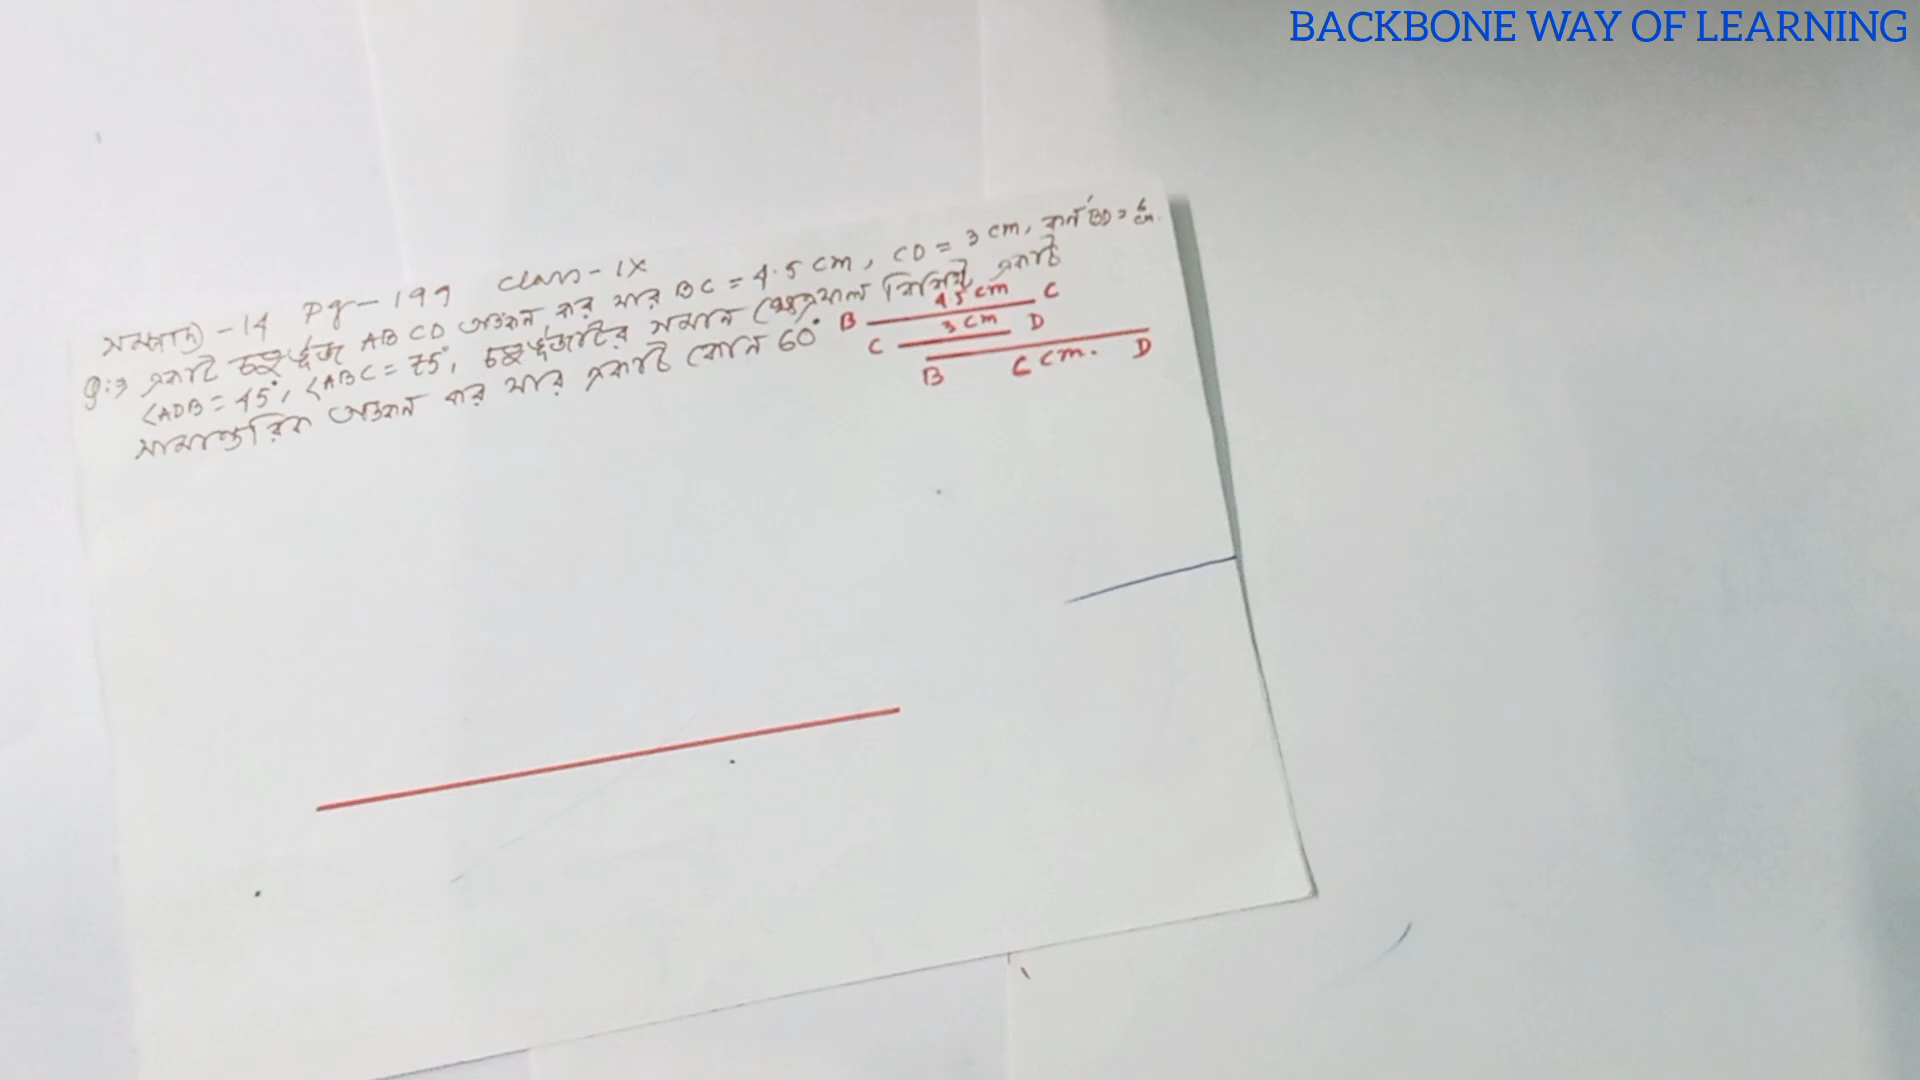 BACKBONE WAY OF LEARNING
সম্পাদ্য - 14 Pg - 199 Class - IX
Q:⇒ একটি চতুর্ভুজ ABCD অঙ্কন কর যার BC = 4.5 cm, CD = 3 cm, কর্ন BD = 6 cm.
∠ADB = 45°, ∠ABC = 75°, চতুর্ভুজটির সমান ক্ষেত্রফল বিশিষ্ট একটি
সামান্তরিক অঙ্কন কর যার একটি কোন 60°
B 4.5 cm C
C 3 cm D
B 6 cm. D